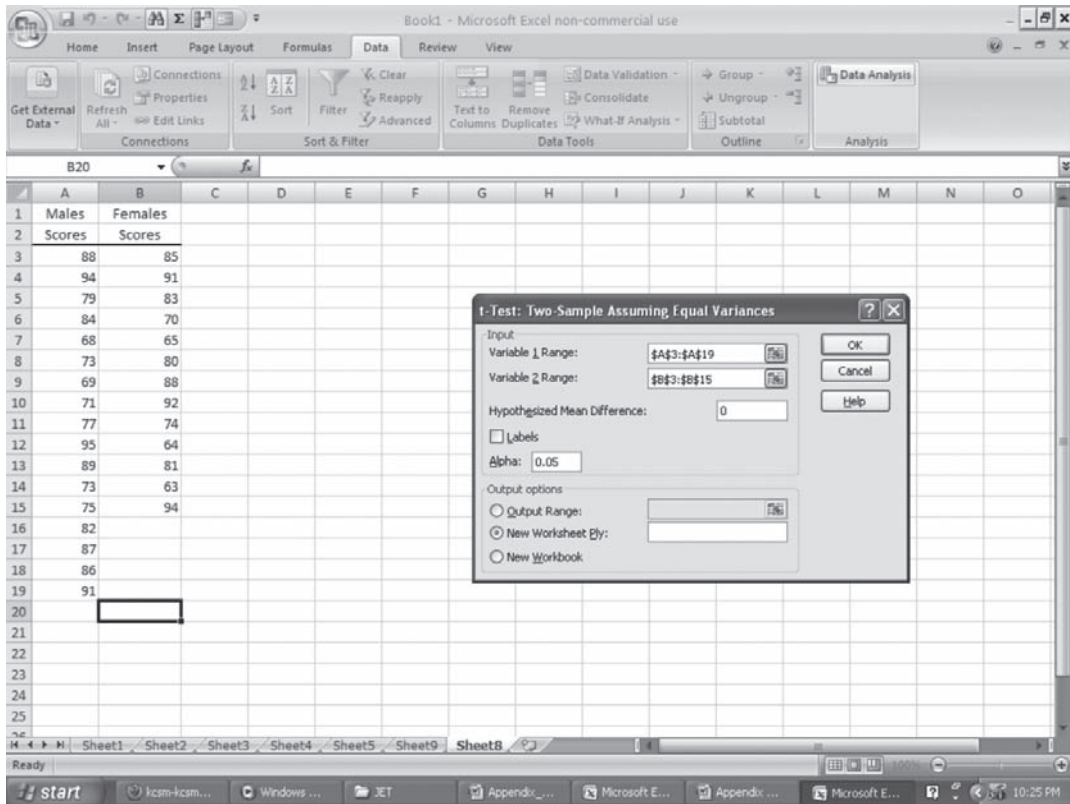 Book1 - Microsoft Excel non-commercial use
Home Insert Page Layout Formulas Data Review View
Get External Data
Refresh All
Connections
Properties
Edit Links
Connections
Sort
Filter
Clear
Reapply
Advanced
Sort & Filter
Text to Columns
Remove Duplicates
Data Validation
Consolidate
What-If Analysis
Data Tools
Group
Ungroup
Subtotal
Outline
Data Analysis
Analysis
B20 fx
A B C D E F G H I J K L M N O
1 Males Females
2 Scores Scores
3 88 85
4 94 91
5 79 83
6 84 70
7 68 65
8 73 80
9 69 88
10 71 92
11 77 74
12 95 64
13 89 81
14 73 63
15 75 94
16 82
17 87
18 86
19 91
20
21
22
23
24
25
t-Test: Two-Sample Assuming Equal Variances
Input
Variable 1 Range: $A$3:$A$19
Variable 2 Range: $B$3:$B$15
Hypothesized Mean Difference: 0
Labels
Alpha: 0.05
Output options
Output Range:
New Worksheet Ply:
New Workbook
OK
Cancel
Help
Sheet1 Sheet2 Sheet3 Sheet4 Sheet5 Sheet9 Sheet8
Ready 100%
start kcsm-kcsm... Windows ... JET Appendix_... Microsoft E... Appendix ... Microsoft E... 10:25 PM